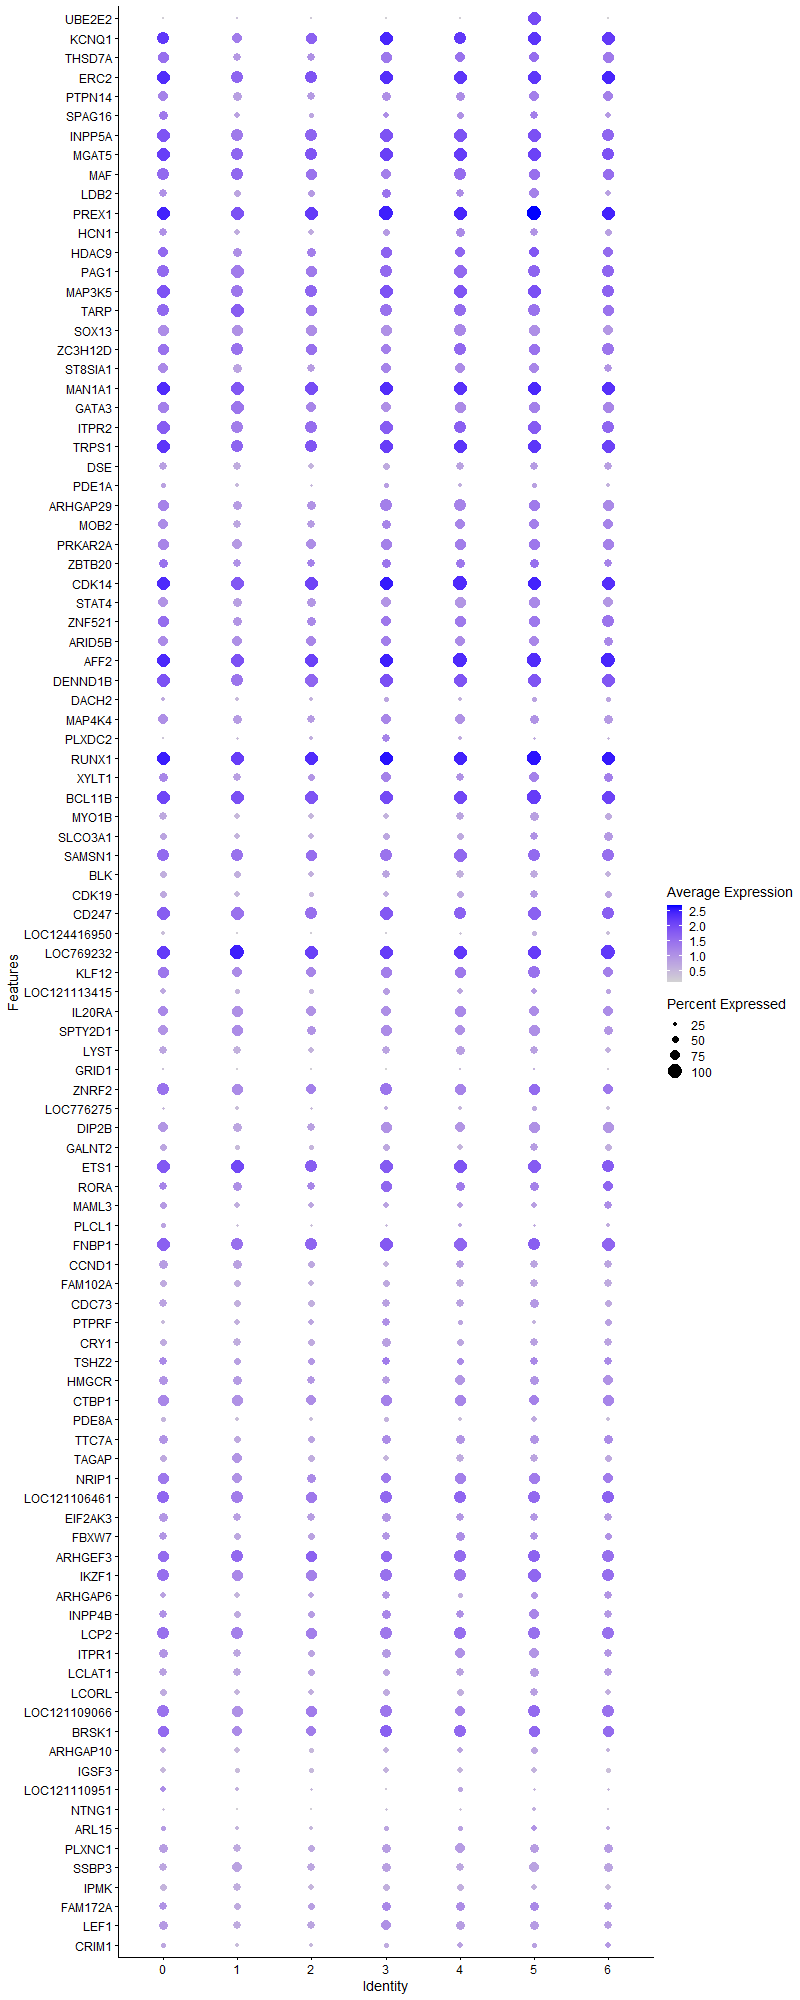 UBE2E2
KCNQ1
THSD7A
ERC2
PTPN14
SPAG16
INPP5A
MGAT5
MAF
LDB2
PREX1
HCN1
HDAC9
PAG1
MAP3K5
TARP
SOX13
ZC3H12D
ST8SIA1
MAN1A1
GATA3
ITPR2
TRPS1
DSE
PDE1A
ARHGAP29
MOB2
PRKAR2A
ZBTB20
CDK14
STAT4
ZNF521
ARID5B
AFF2
DENND1B
DACH2
MAP4K4
PLXDC2
RUNX1
XYLT1
BCL11B
MYO1B
SLCO3A1
SAMSN1
BLK
CDK19
CD247
LOC124416950
LOC769232
KLF12
LOC121113415
IL20RA
SPTY2D1
LYST
GRID1
ZNRF2
LOC776275
DIP2B
GALNT2
ETS1
RORA
MAML3
PLCL1
FNBP1
CCND1
FAM102A
CDC73
PTPRF
CRY1
TSHZ2
HMGCR
CTBP1
PDE8A
TTC7A
TAGAP
NRIP1
LOC121106461
EIF2AK3
FBXW7
ARHGEF3
IKZF1
ARHGAP6
INPP4B
LCP2
ITPR1
LCLAT1
LCORL
LOC121109066
BRSK1
ARHGAP10
IGSF3
LOC121110951
NTNG1
ARL15
PLXNC1
SSBP3
IPMK
FAM172A
LEF1
CRIM1
Features
0 1 2 3 4 5 6
Identity
Average Expression
2.5
2.0
1.5
1.0
0.5
Percent Expressed
25
50
75
100